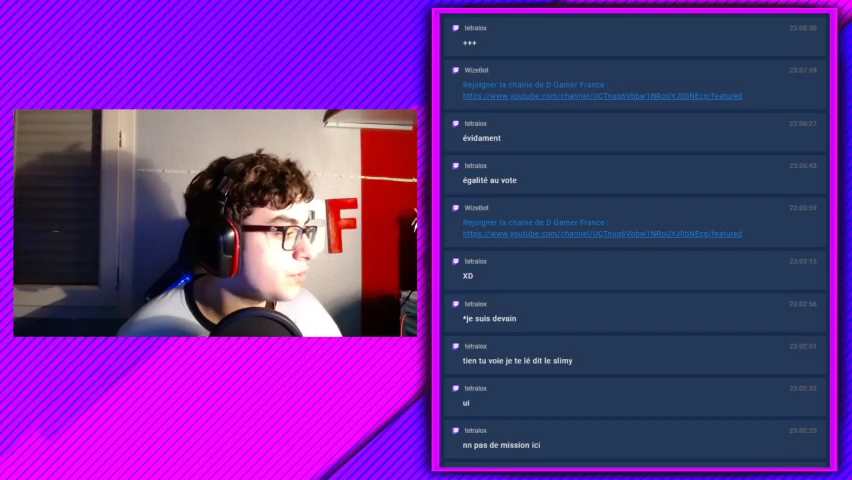 tetralox 23:08:30
+++
WizeBot 23:07:59
Rejoigner la chaine de D Gamer France :
https://www.youtube.com/channel/UCTnuq6Vbbw1NRoUYJ0bNEcg/featured
tetralox 23:06:27
évidament
tetralox 23:05:43
égalité au vote
WizeBot 23:03:59
Rejoigner la chaine de D Gamer France :
https://www.youtube.com/channel/UCTnuq6Vbbw1NRoUYJ0bNEcg/featured
tetralox 23:03:15
XD
tetralox 23:02:56
*je suis devain
tetralox 23:02:53
tien tu voie je te lé dit le slimy
tetralox 23:02:32
ui
tetralox 23:02:29
nn pas de mission ici
F